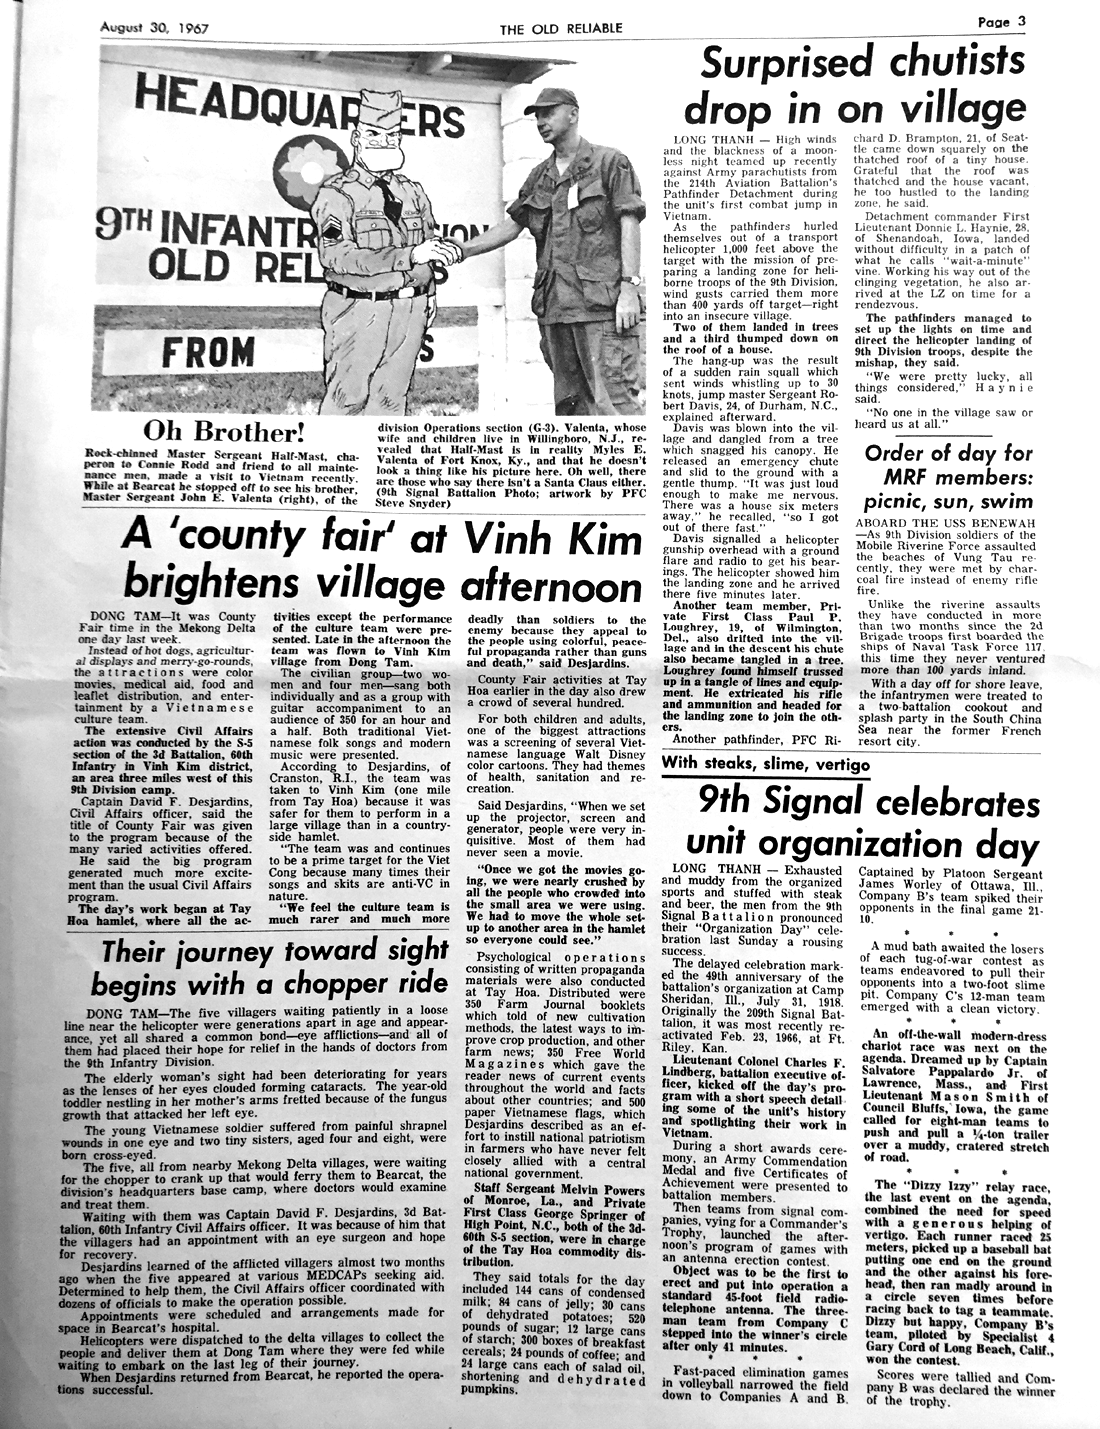 August 30, 1967
THE OLD RELIABLE
Page 3
HEADQUARTERS
9TH INFANTR SION
OLD REL S
FROM S
Oh Brother!
Rock-chinned Master Sergeant Half-Mast, cha-
peron to Connie Rodd and friend to all mainte-
nance men, made a visit to Vietnam recently.
While at Bearcat he stopped off to see his brother,
Master Sergeant John E. Valenta (right), of the
division Operations section (G-3). Valenta, whose
wife and children live in Willingboro, N.J., re-
vealed that Half-Mast is in reality Myles E.
Valenta of Fort Knox, Ky., and that he doesn't
look a thing like his picture here. Oh well, there
are those who say there isn't a Santa Claus either.
(9th Signal Battalion Photo; artwork by PFC
Steve Snyder)
A 'county fair' at Vinh Kim
brightens village afternoon
DONG TAM—It was County
Fair time in the Mekong Delta
one day last week.
Instead of hot dogs, agricultur-
al displays and merry-go-rounds,
the attractions were color
movies, medical aid, food and
leaflet distribution, and enter-
tainment by a Vietnamese
culture team.
The extensive Civil Affairs
action was conducted by the S-5
section of the 3d Battalion, 60th
Infantry in Vinh Kim district,
an area three miles west of this
9th Division camp.
Captain David F. Desjardins,
Civil Affairs officer, said the
title of County Fair was given
to the program because of the
many varied activities offered.
He said the big program
generated much more excite-
ment than the usual Civil Affairs
program.
The day's work began at Tay
Hoa hamlet, where all the ac-
tivities except the performance
of the culture team were pre-
sented. Late in the afternoon the
team was flown to Vinh Kim
village from Dong Tam.
The civilian group—two wo-
men and four men—sang both
individually and as a group with
guitar accompaniment to an
audience of 350 for an hour and
a half. Both traditional Viet-
namese folk songs and modern
music were presented.
According to Desjardins, of
Cranston, R.I., the team was
taken to Vinh Kim (one mile
from Tay Hoa) because it was
safer for them to perform in a
large village than in a country-
side hamlet.
"The team was and continues
to be a prime target for the Viet
Cong because many times their
songs and skits are anti-VC in
nature.
"We feel the culture team is
much rarer and much more
deadly than soldiers to the
enemy because they appeal to
the people using colorful, peace-
ful propaganda rather than guns
and death," said Desjardins.
County Fair activities at Tay
Hoa earlier in the day also drew
a crowd of several hundred.
For both children and adults,
one of the biggest attractions
was a screening of several Viet-
namese language Walt Disney
color cartoons. They had themes
of health, sanitation and re-
creation.
Said Desjardins, "When we set
up the projector, screen and
generator, people were very in-
quisitive. Most of them had
never seen a movie.
"Once we got the movies go-
ing, we were nearly crushed by
all the people who crowded into
the small area we were using.
We had to move the whole set-
up to another area in the hamlet
so everyone could see."
Psychological operations
consisting of written propaganda
materials were also conducted
at Tay Hoa. Distributed were
350 Farm Journal booklets
which told of new cultivation
methods, the latest ways to im-
prove crop production, and other
farm news; 350 Free World
Magazines which gave the
reader news of current events
throughout the world and facts
about other countries; and 500
paper Vietnamese flags, which
Desjardins described as an ef-
fort to instill national patriotism
in farmers who have never felt
closely allied with a central
national government.
Staff Sergeant Melvin Powers
of Monroe, La., and Private
First Class George Springer of
High Point, N.C., both of the 3d-
60th S-5 section, were in charge
of the Tay Hoa commodity dis-
tribution.
They said totals for the day
included 144 cans of condensed
milk; 84 cans of jelly; 30 cans
of dehydrated potatoes; 520
pounds of sugar; 12 large cans
of starch; 300 boxes of breakfast
cereals; 24 pounds of coffee; and
24 large cans each of salad oil,
shortening and dehydrated
pumpkins.
Their journey toward sight
begins with a chopper ride
DONG TAM—The five villagers waiting patiently in a loose
line near the helicopter were generations apart in age and appear-
ance, yet all shared a common bond—eye afflictions—and all of
them had placed their hope for relief in the hands of doctors from
the 9th Infantry Division.
The elderly woman's sight had been deteriorating for years
as the lenses of her eyes clouded forming cataracts. The year-old
toddler nestling in her mother's arms fretted because of the fungus
growth that attacked her left eye.
The young Vietnamese soldier suffered from painful shrapnel
wounds in one eye and two tiny sisters, aged four and eight, were
born cross-eyed.
The five, all from nearby Mekong Delta villages, were waiting
for the chopper to crank up that would ferry them to Bearcat, the
division's headquarters base camp, where doctors would examine
and treat them.
Waiting with them was Captain David F. Desjardins, 3d Bat-
talion, 60th Infantry Civil Affairs officer. It was because of him that
the villagers had an appointment with an eye surgeon and hope
for recovery.
Desjardins learned of the afflicted villagers almost two months
ago when the five appeared at various MEDCAPs seeking aid.
Determined to help them, the Civil Affairs officer coordinated with
dozens of officials to make the operation possible.
Appointments were scheduled and arrangements made for
space in Bearcat's hospital.
Helicopters were dispatched to the delta villages to collect the
people and deliver them at Dong Tam where they were fed while
waiting to embark on the last leg of their journey.
When Desjardins returned from Bearcat, he reported the opera-
tions successful.
Surprised chutists
drop in on village
LONG THANH — High winds
and the blackness of a moon-
less night teamed up recently
against Army parachutists from
the 214th Aviation Battalion's
Pathfinder Detachment during
the unit's first combat jump in
Vietnam.
As the pathfinders hurled
themselves out of a transport
helicopter 1,000 feet above the
target with the mission of pre-
paring a landing zone for heli-
borne troops of the 9th Division,
wind gusts carried them more
than 400 yards off target—right
into an insecure village.
Two of them landed in trees
and a third thumped down on
the roof of a house.
The hang-up was the result
of a sudden rain squall which
sent winds whistling up to 30
knots, jump master Sergeant Ro-
bert Davis, 24, of Durham, N.C.,
explained afterward.
Davis was blown into the vil-
lage and dangled from a tree
which snagged his canopy. He
released an emergency chute
and slid to the ground with a
gentle thump. "It was just loud
enough to make me nervous.
There was a house six meters
away," he recalled, "so I got
out of there fast."
Davis signalled a helicopter
gunship overhead with a ground
flare and radio to get his bear-
ings. The helicopter showed him
the landing zone and he arrived
there five minutes later.
Another team member, Pri-
vate First Class Paul P.
Loughrey, 19, of Wilmington,
Del., also drifted into the vil-
lage and in the descent his chute
also became tangled in a tree.
Loughrey found himself trussed
up in a tangle of lines and equip-
ment. He extricated his rifle
and ammunition and headed for
the landing zone to join the oth-
ers.
Another pathfinder, PFC Ri-
chard D. Brampton, 21, of Seat-
tle came down squarely on the
thatched roof of a tiny house.
Grateful that the roof was
thatched and the house vacant,
he too hustled to the landing
zone, he said.
Detachment commander First
Lieutenant Donnie L. Haynie, 28,
of Shenandoah, Iowa, landed
without difficulty in a patch of
what he calls "wait-a-minute"
vine. Working his way out of the
clinging vegetation, he also ar-
rived at the LZ on time for a
rendezvous.
The pathfinders managed to
set up the lights on time and
direct the helicopter landing of
9th Division troops, despite the
mishap, they said.
"We were pretty lucky, all
things considered," Haynie
said.
"No one in the village saw or
heard us at all."
Order of day for
MRF members:
picnic, sun, swim
ABOARD THE USS BENEWAH
—As 9th Division soldiers of the
Mobile Riverine Force assaulted
the beaches of Vung Tau re-
cently, they were met by char-
coal fire instead of enemy rifle
fire.
Unlike the riverine assaults
they have conducted in more
than two months since the 2d
Brigade troops first boarded the
ships of Naval Task Force 117,
this time they never ventured
more than 100 yards inland.
With a day off for shore leave,
the infantrymen were treated to
a two-battalion cookout and
splash party in the South China
Sea near the former French
resort city.
With steaks, slime, vertigo
9th Signal celebrates
unit organization day
LONG THANH — Exhausted
and muddy from the organized
sports and stuffed with steak
and beer, the men from the 9th
Signal Battalion pronounced
their "Organization Day" cele-
bration last Sunday a rousing
success.
The delayed celebration mark-
ed the 49th anniversary of the
battalion's organization at Camp
Sheridan, Ill., July 31, 1918.
Originally the 209th Signal Bat-
talion, it was most recently re-
activated Feb. 23, 1966, at Ft.
Riley, Kan.
Lieutenant Colonel Charles F.
Lindberg, battalion executive of-
ficer, kicked off the day's pro-
gram with a short speech detail-
ing some of the unit's history
and spotlighting their work in
Vietnam.
During a short awards cere-
mony, an Army Commendation
Medal and five Certificates of
Achievement were presented to
battalion members.
Then teams from signal com-
panies, vying for a Commander's
Trophy, launched the after-
noon's program of games with
an antenna erection contest.
Object was to be the first to
erect and put into operation a
standard 45-foot field radio-
telephone antenna. The three-
man team from Company C
stepped into the winner's circle
after only 41 minutes.
* * *
Fast-paced elimination games
in volleyball narrowed the field
down to Companies A and B.
Captained by Platoon Sergeant
James Worley of Ottawa, Ill.,
Company B's team spiked their
opponents in the final game 21-
10.
* * *
A mud bath awaited the losers
of each tug-of-war contest as
teams endeavored to pull their
opponents into a two-foot slime
pit. Company C's 12-man team
emerged with a clean victory.
* * *
An off-the-wall modern-dress
chariot race was next on the
agenda. Dreamed up by Captain
Salvatore Pappalardo Jr. of
Lawrence, Mass., and First
Lieutenant Mason Smith of
Council Bluffs, Iowa, the game
called for eight-man teams to
push and pull a ¼-ton trailer
over a muddy, cratered stretch
of road.
* * *
The "Dizzy Izzy" relay race,
the last event on the agenda,
combined the need for speed
with a generous helping of
vertigo. Each runner raced 25
meters, picked up a baseball bat
putting one end on the ground
and the other against his fore-
head, then ran madly around in
a circle seven times before
racing back to tag a teammate.
Dizzy but happy, Company B's
team, piloted by Specialist 4
Gary Cord of Long Beach, Calif.,
won the contest.
Scores were tallied and Com-
pany B was declared the winner
of the trophy.